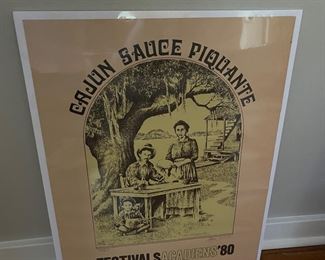 CAJUN SAUCE PIQUANTE
FESTIVALS ACADIENS '80